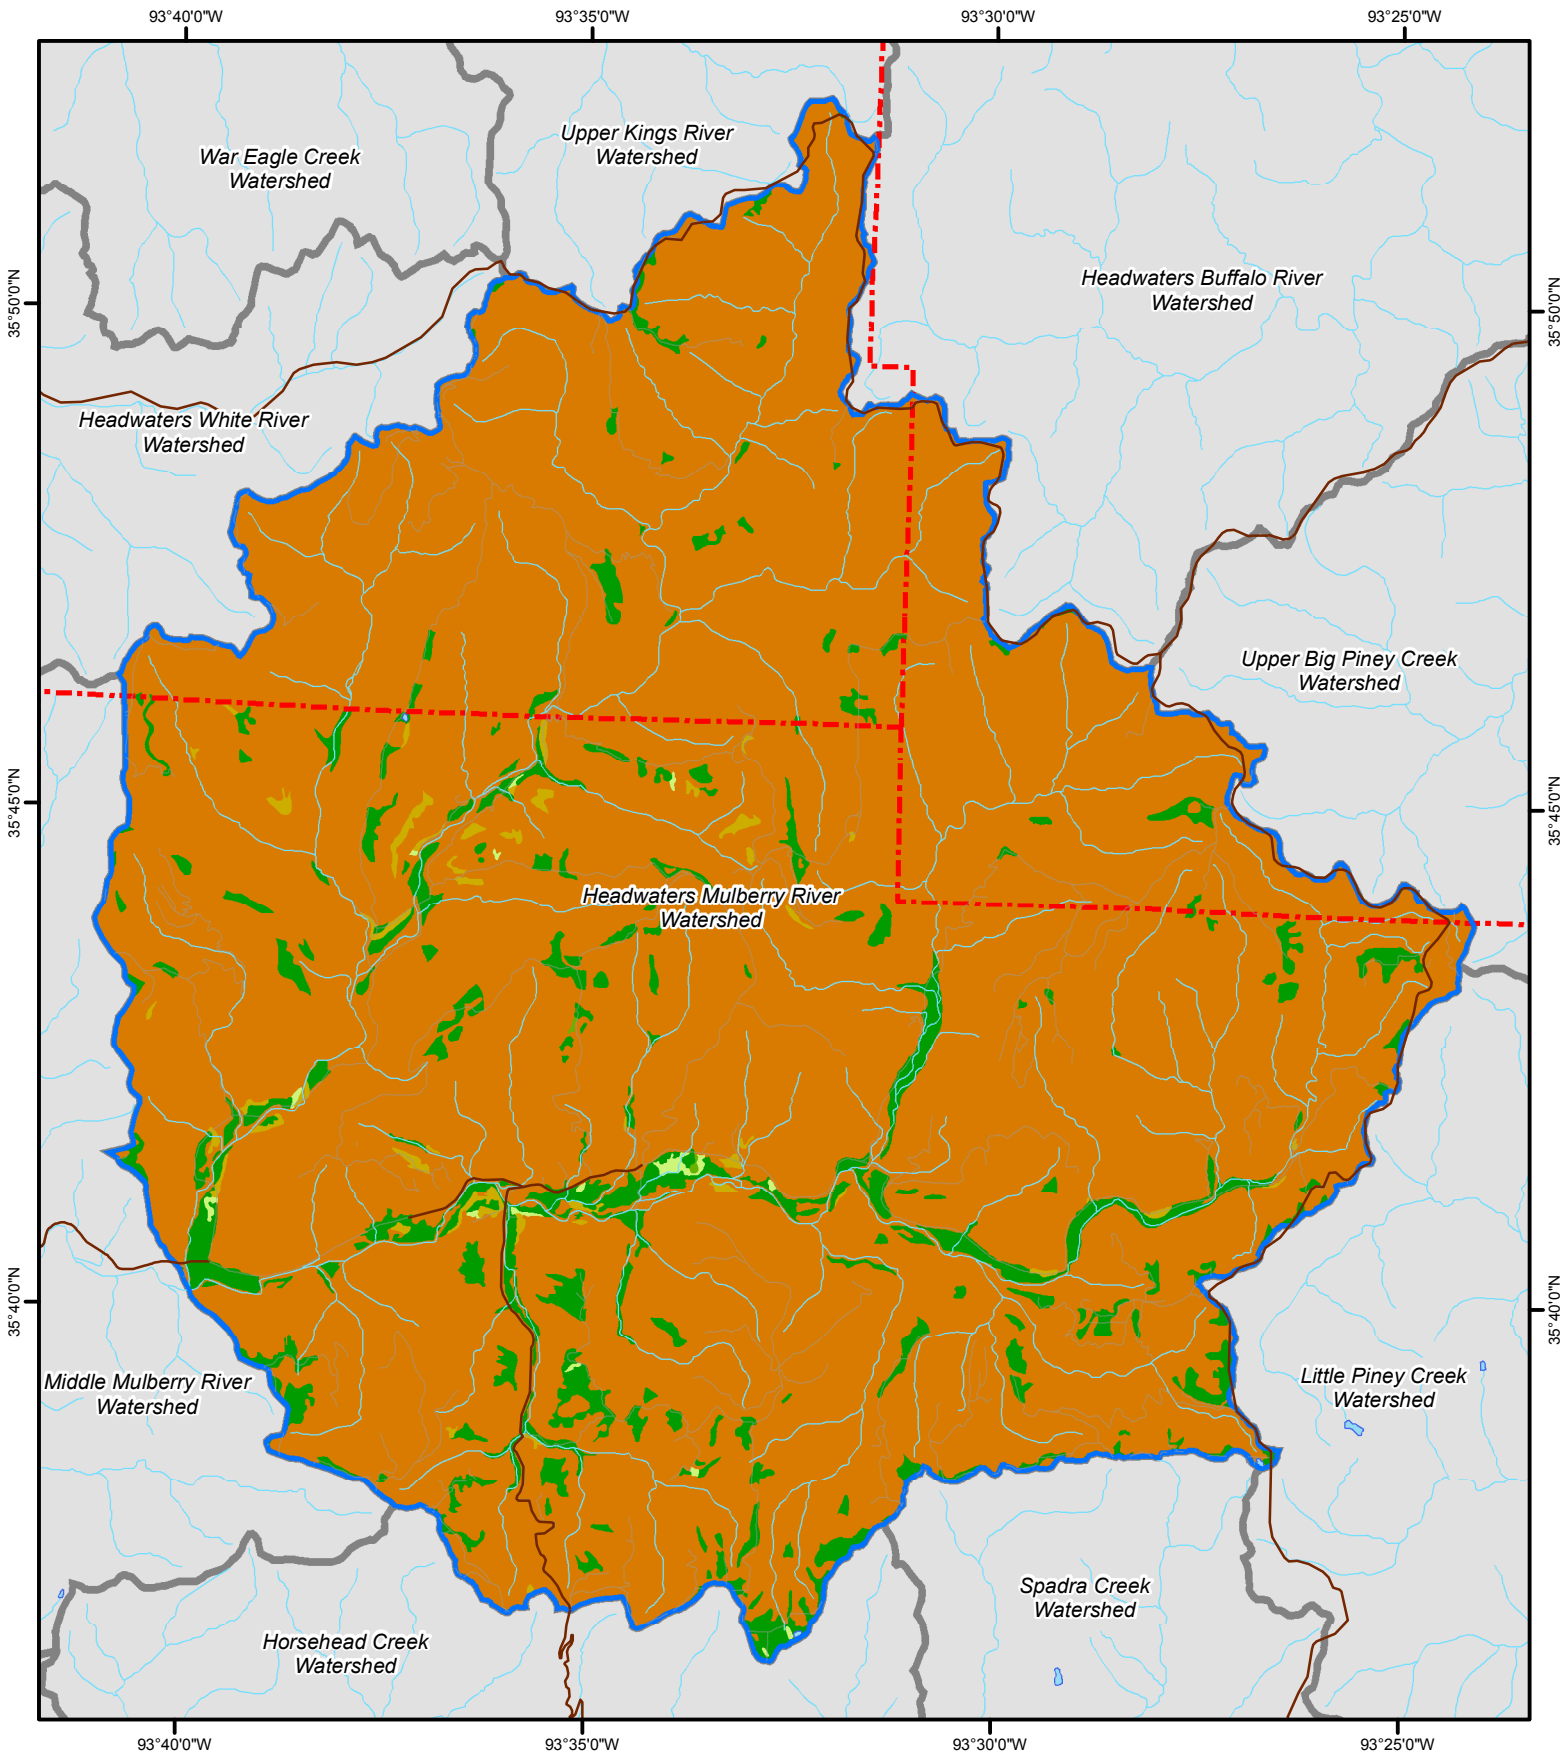 93°40'0"W
93°35'0"W
93°30'0"W
93°25'0"W
War Eagle Creek
Watershed
Upper Kings River
Watershed
Headwaters Buffalo River
Watershed
35°50'0"N
35°50'0"N
Headwaters White River
Watershed
Upper Big Piney Creek
Watershed
35°45'0"N
35°45'0"N
Headwaters Mulberry River
Watershed
35°40'0"N
35°40'0"N
Middle Mulberry River
Watershed
Little Piney Creek
Watershed
Spadra Creek
Watershed
Horsehead Creek
Watershed
93°40'0"W
93°35'0"W
93°30'0"W
93°25'0"W